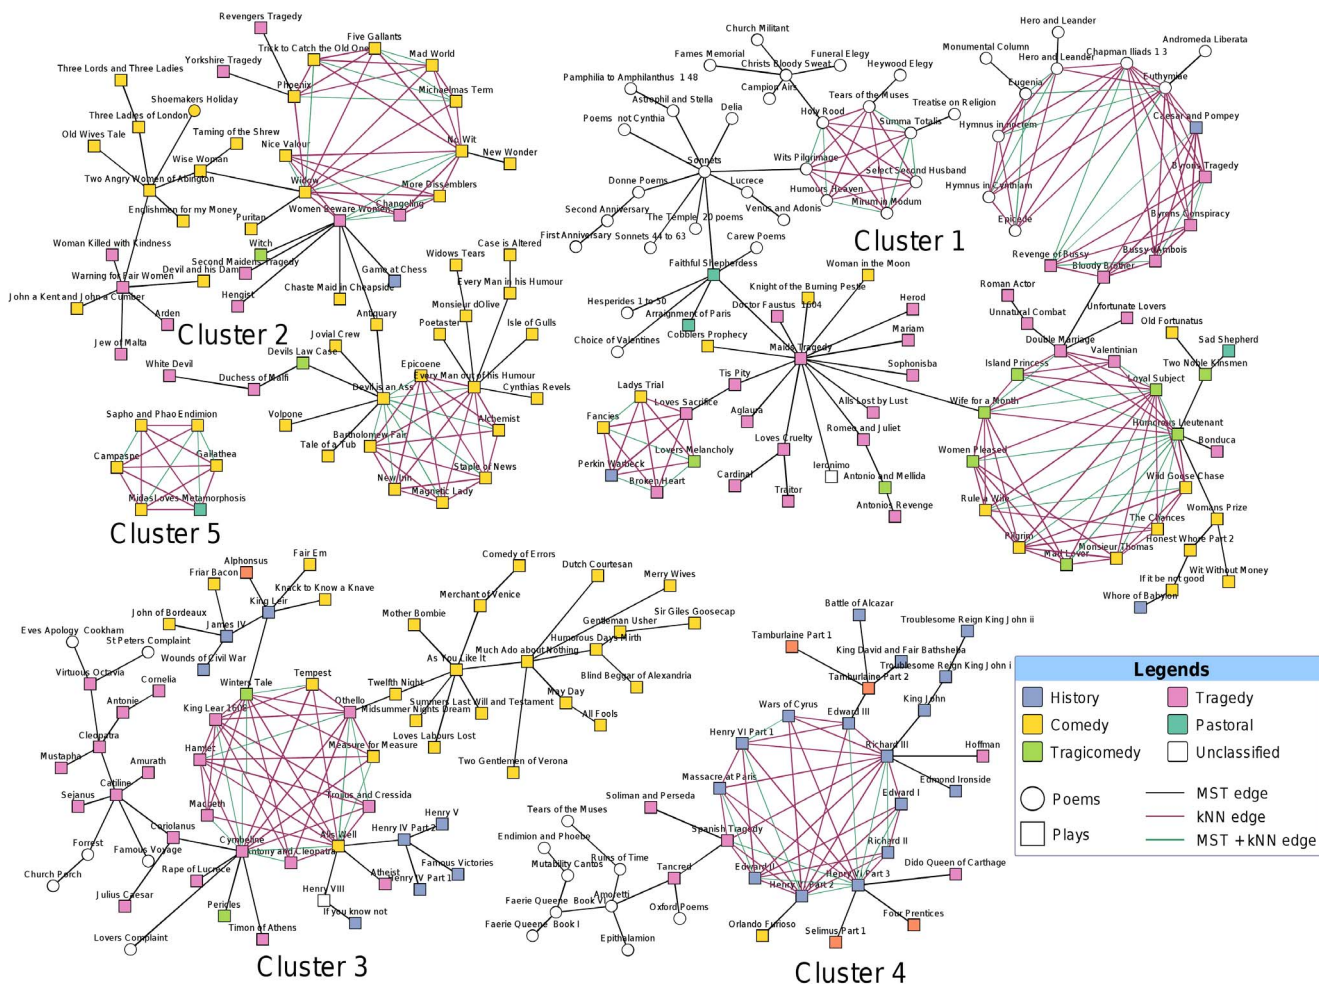 Revengers Tragedy
Five Gallants
Trick to Catch the Old One
Mad World
Yorkshire Tragedy
Three Lords and Three Ladies
Phoenix
Michaelmas Term
Shoemakers Holiday
Three Ladies of London
Old Wives Tale
Taming of the Shrew
Nice Valour
No Wit
New Wonder
Wise Woman
Two Angry Women of Abington
Widow
More Dissemblers
Englishmen for my Money
Women Beware Women
Changeling
Puritan
Woman Killed with Kindness
Witch
Second Maidens Tragedy
Case is Altered
Widows Tears
Warning for Fair Women
Devil and his Dam
Game at Chess
Chaste Maid in Cheapside
Every Man in his Humour
John a Kent and John a Cumber
Hengist
Arden
Monsieur dOlive
Antiquary
Cluster 2
Jovial Crew
Poetaster
Isle of Gulls
Jew of Malta
White Devil
Devils Law Case
Duchess of Malfi
Epicoene
Every Man out of his Humour
Devil is an Ass
Cynthias Revels
Volpone
Alchemist
Tale of a Tub
Bartholomew Fair
Staple of News
New Inn
Magnetic Lady
Sapho and Phao
Endimion
Campaspe
Gallathea
Midas
Loves Metamorphosis
Cluster 5
Church Militant
Fames Memorial
Funeral Elegy
Christs Bloody Sweat
Heywood Elegy
Pamphilia to Amphilanthus 1 48
Campion Airs
Astrophil and Stella
Delia
Holy Rood
Tears of the Muses
Treatise on Religion
Poems not Cynthia
Summa Totalis
Sonnets
Wits Pilgrimage
Select Second Husband
Donne Poems
Lucrece
Humours Heaven
Mirum in Modum
Second Anniversary
The Temple 20 poems
Venus and Adonis
First Anniversary
Sonnets 44 to 63
Carew Poems
Cluster 1
Hero and Leander
Monumental Column
Hero and Leander
Chapman Iliads 1 3
Andromeda Liberata
Eugenia
Euthymiae
Hymnus in noctem
Caesar and Pompey
Byrons Tragedy
Hymnus in Cynthiam
Epicede
Byrons Conspiracy
Revenge of Bussy
Bussy dAmbois
Bloody Brother
Faithful Shepherdess
Woman in the Moon
Hesperides 1 to 50
Knight of the Burning Pestle
Doctor Faustus 1604
Herod
Arraignment of Paris
Choice of Valentines
Cobblers Prophecy
Maids Tragedy
Mariam
Sophonisba
Roman Actor
Unnatural Combat
Unfortunate Lovers
Old Fortunatus
Double Marriage
Sad Shepherd
Valentinian
Island Princess
Two Noble Kinsmen
Loyal Subject
Tis Pity
Ladys Trial
Loves Sacrifice
Alls Lost by Lust
Wife for a Month
Fancies
Aglaura
Romeo and Juliet
Humorous Lieutenant
Bonduca
Perkin Warbeck
Lovers Melancholy
Loves Cruelty
Women Pleased
Broken Heart
Cardinal
Ieronimo
Antonio and Mellida
Wild Goose Chase
Traitor
Antonios Revenge
Rule a Wife
Womans Prize
The Chances
Pilgrim
Monsieur Thomas
Honest Whore Part 2
Mad Lover
If it be not good
Wit Without Money
Whore of Babylon
Alphonsus
Fair Em
Friar Bacon
Knack to Know a Knave
King Leir
John of Bordeaux
James IV
Eves Apology
Cookham
St Peters Complaint
Wounds of Civil War
Virtuous Octavia
Cornelia
Winters Tale
Tempest
Antonie
King Lear 1608
Othello
Cleopatra
Hamlet
Measure for Measure
Mustapha
Amurath
Catiline
Sejanus
Macbeth
Troilus and Cressida
Coriolanus
Cymbeline
Alls Well
Forrest
Famous Voyage
Antony and Cleopatra
Church Porch
Rape of Lucrece
Atheist
Julius Caesar
Pericles
Henry VIII
If you know not
Timon of Athens
Lovers Complaint
Henry V
Henry IV Part 2
Famous Victories
Henry IV Part 1
Cluster 3
Comedy of Errors
Dutch Courtesan
Merry Wives
Merchant of Venice
Mother Bombie
Sir Giles Goosecap
Gentleman Usher
Humorous Days Mirth
Much Ado about Nothing
As You Like It
Twelfth Night
Blind Beggar of Alexandria
Summers Last Will and Testament
Midsummer Nights Dream
May Day
All Fools
Loves Labours Lost
Two Gentlemen of Verona
Battle of Alcazar
Troublesome Reign King John ii
Tamburlaine Part 1
King David and Fair Bathsheba
Troublesome Reign King John i
Tamburlaine Part 2
King John
Wars of Cyrus
Edward III
Henry VI Part 1
Richard III
Hoffman
Massacre at Paris
Edmond Ironside
Edward I
Soliman and Perseda
Spanish Tragedy
Richard II
Tears of the Muses
Endimion and Phoebe
Ruins of Time
Mutability Cantos
Tancred
Edward II
Henry VI Part 2
Henry VI Part 3
Dido Queen of Carthage
Amoretti
Faerie Queene Book VI
Oxford Poems
Faerie Queene Book I
Epithalamion
Orlando Furioso
Selimus Part 1
Four Prentices
Cluster 4
Legends
History
Tragedy
Comedy
Pastoral
Tragicomedy
Unclassified
Poems
MST edge
kNN edge
Plays
MST +kNN edge